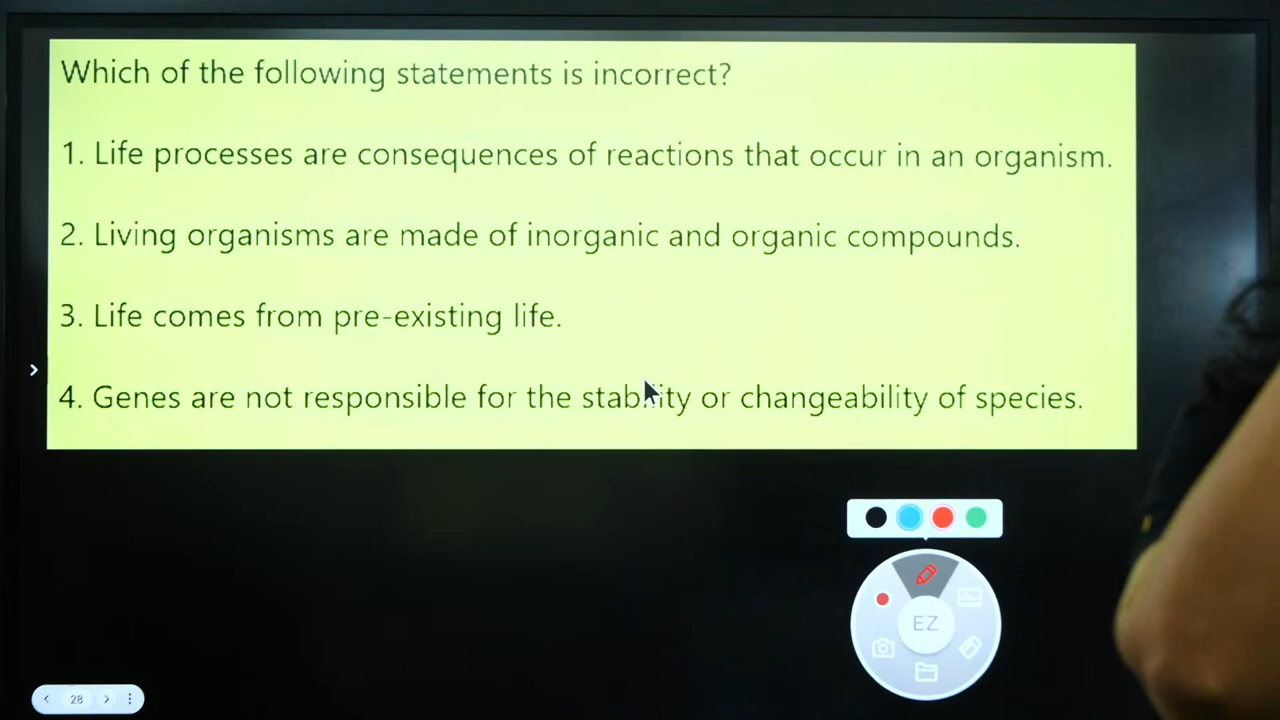 Which of the following statements is incorrect?
1. Life processes are consequences of reactions that occur in an organism.
2. Living organisms are made of inorganic and organic compounds.
3. Life comes from pre-existing life.
4. Genes are not responsible for the stability or changeability of species.
EZ
28